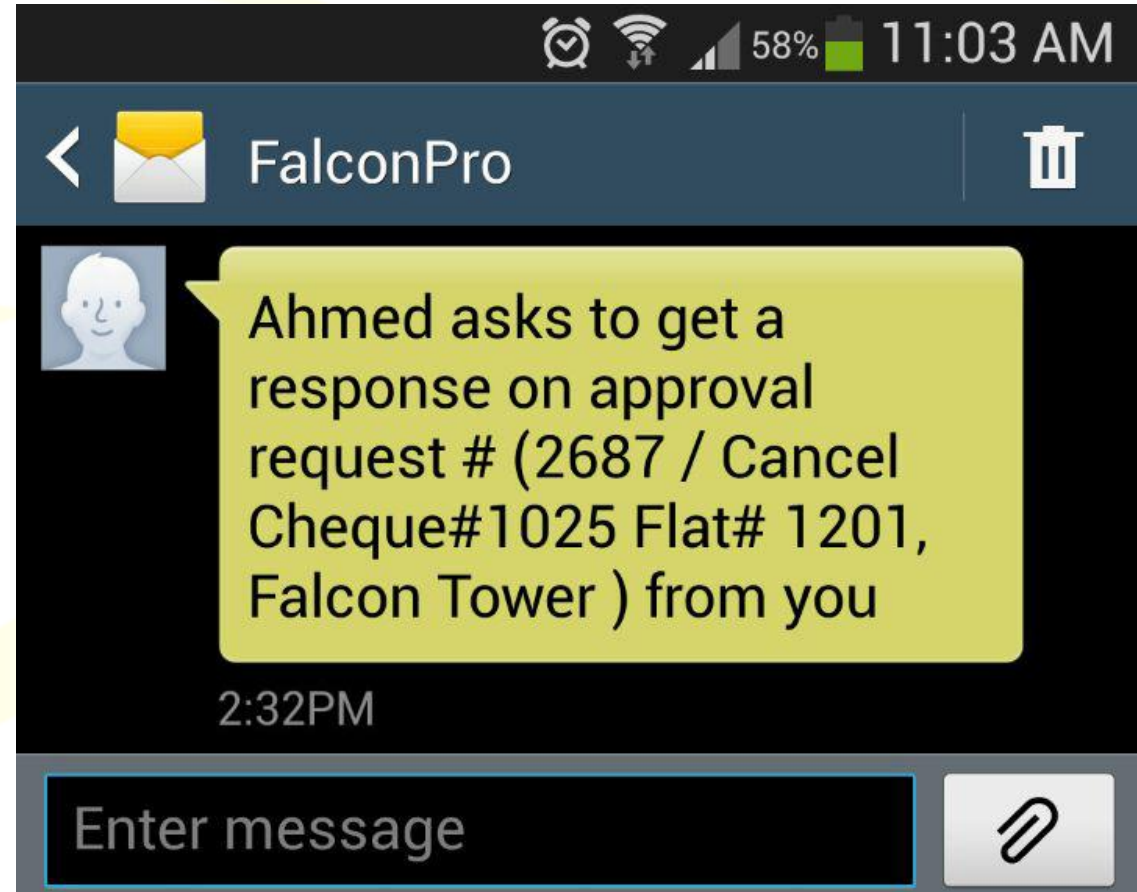 58% 11:03 AM
FalconPro
Ahmed asks to get a
response on approval
request # (2687 / Cancel
Cheque#1025 Flat# 1201,
Falcon Tower ) from you
2:32PM
Enter message